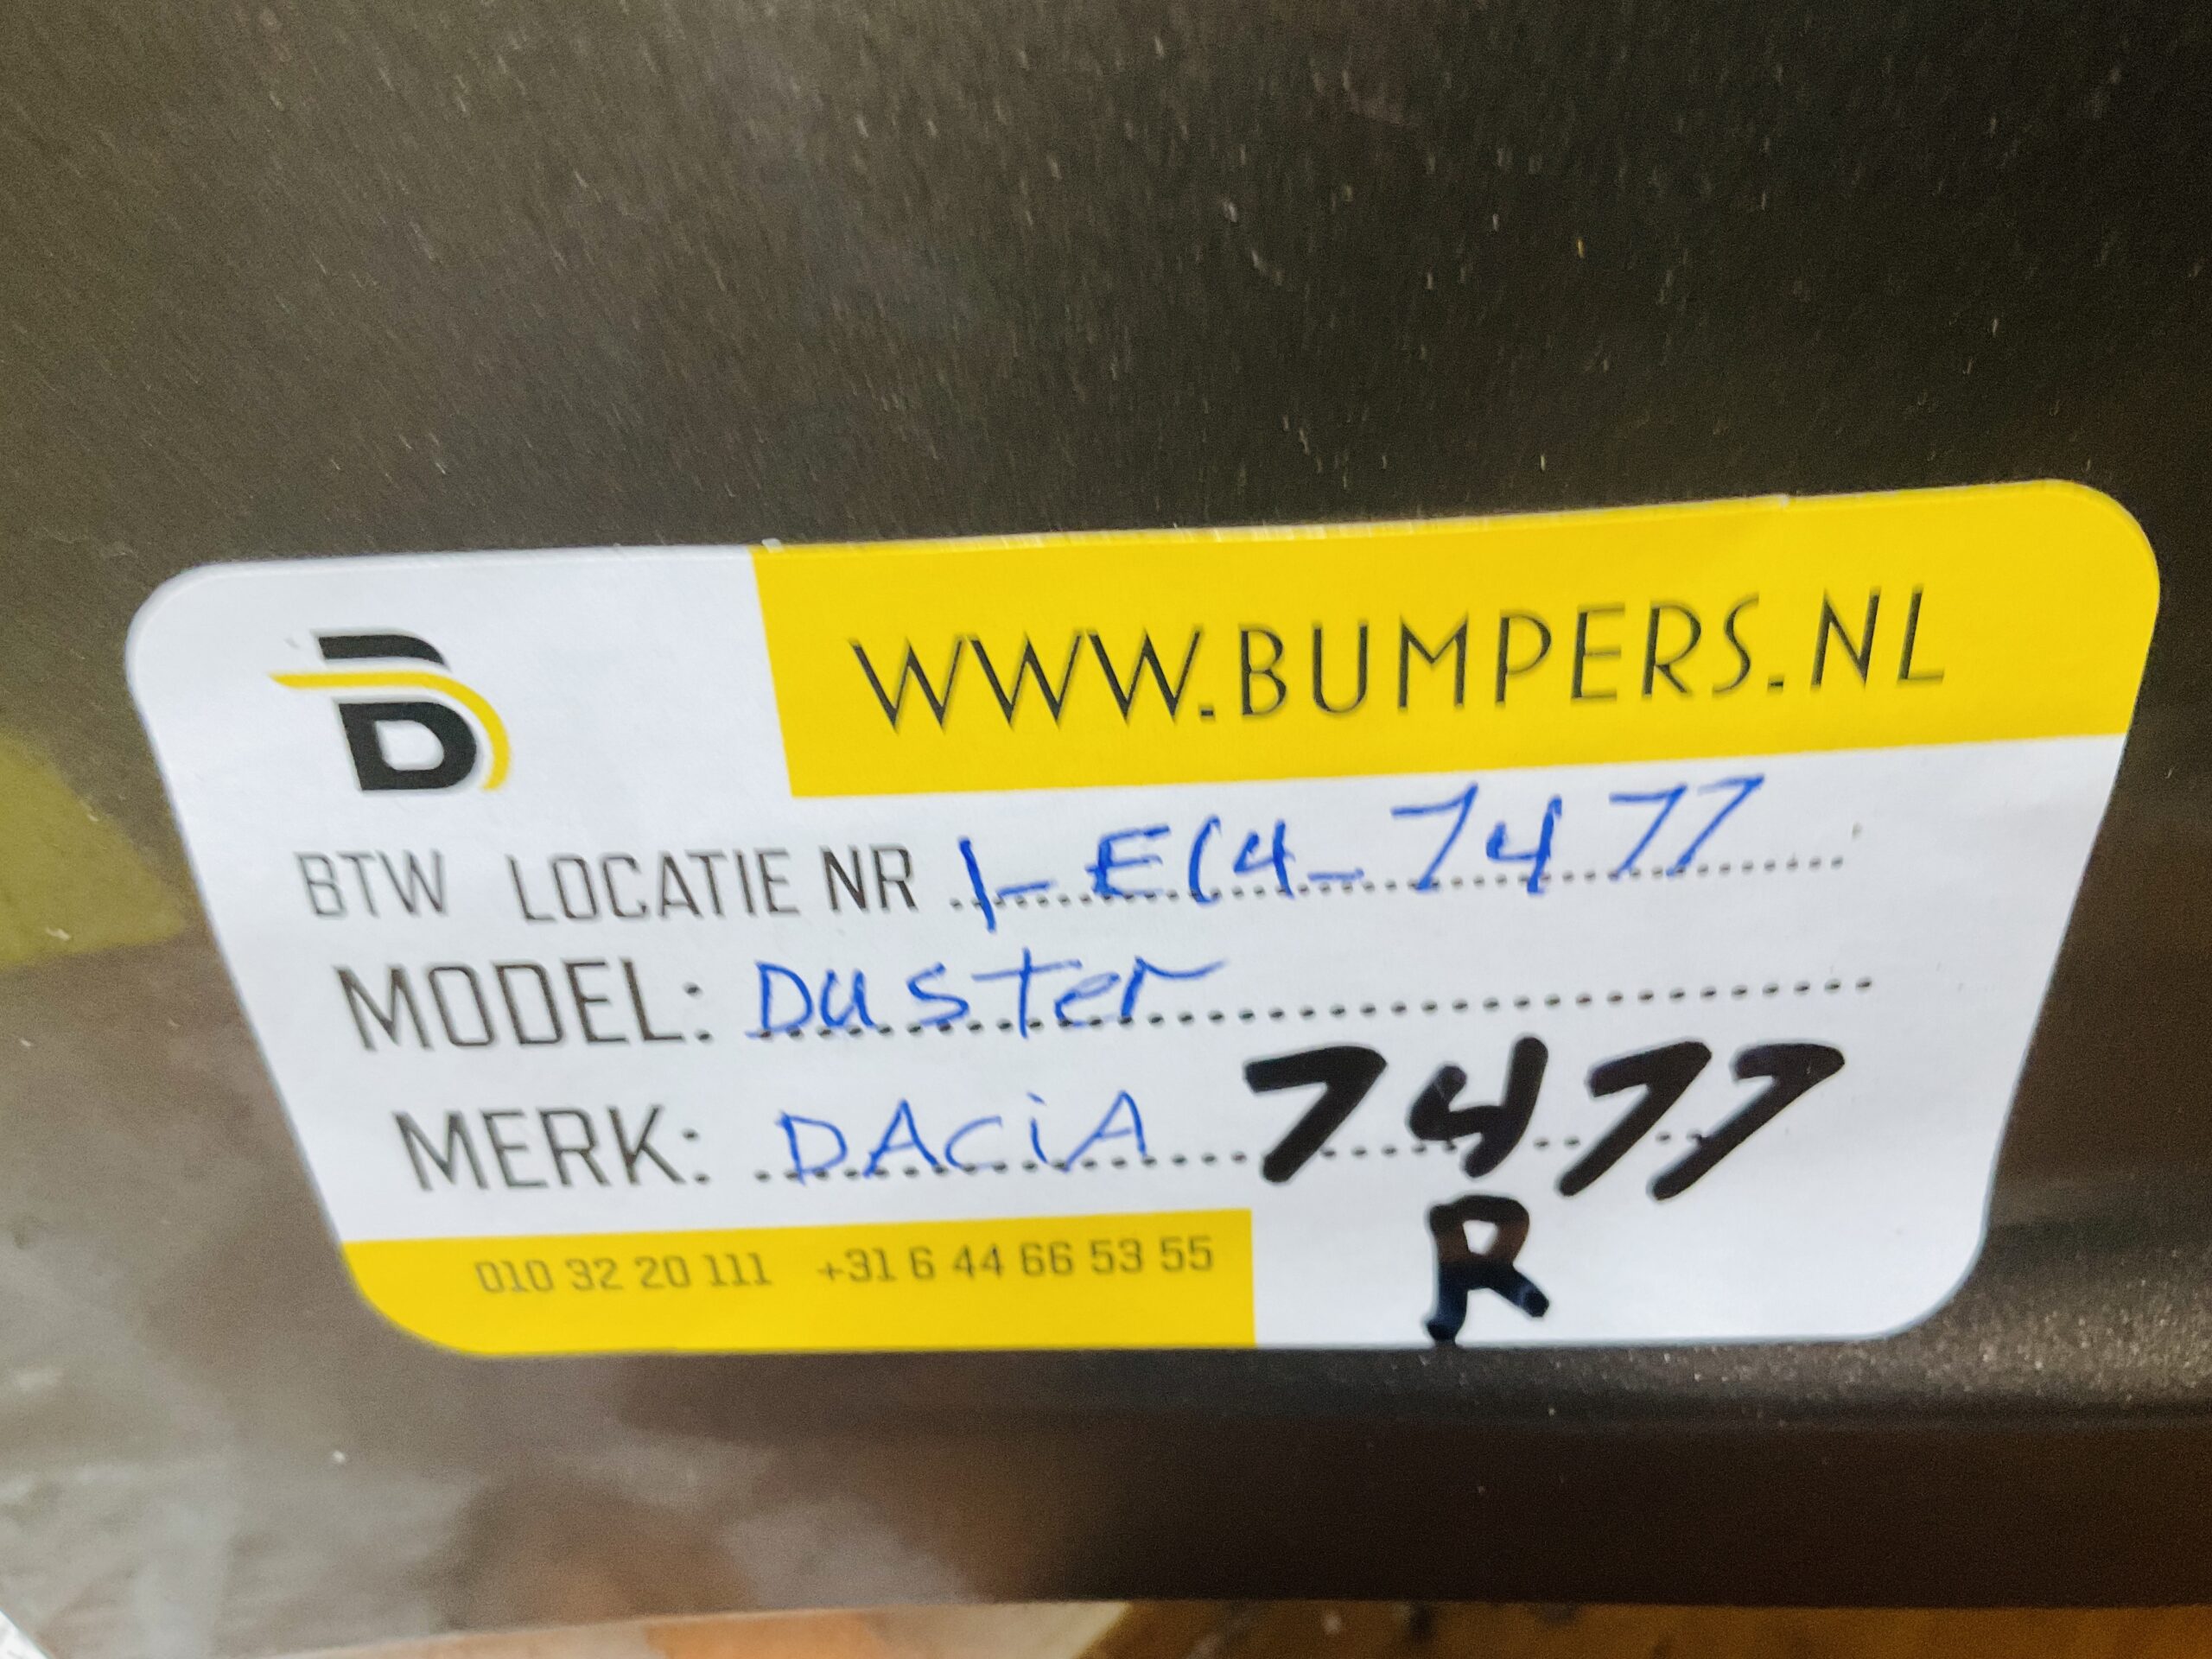 B
WWW.BUMPERS.NL
BTW LOCATIE NR 1-E14-7477
MODEL: Duster
MERK: DACiA 7477
R
010 32 20 111 +31 6 44 66 53 55